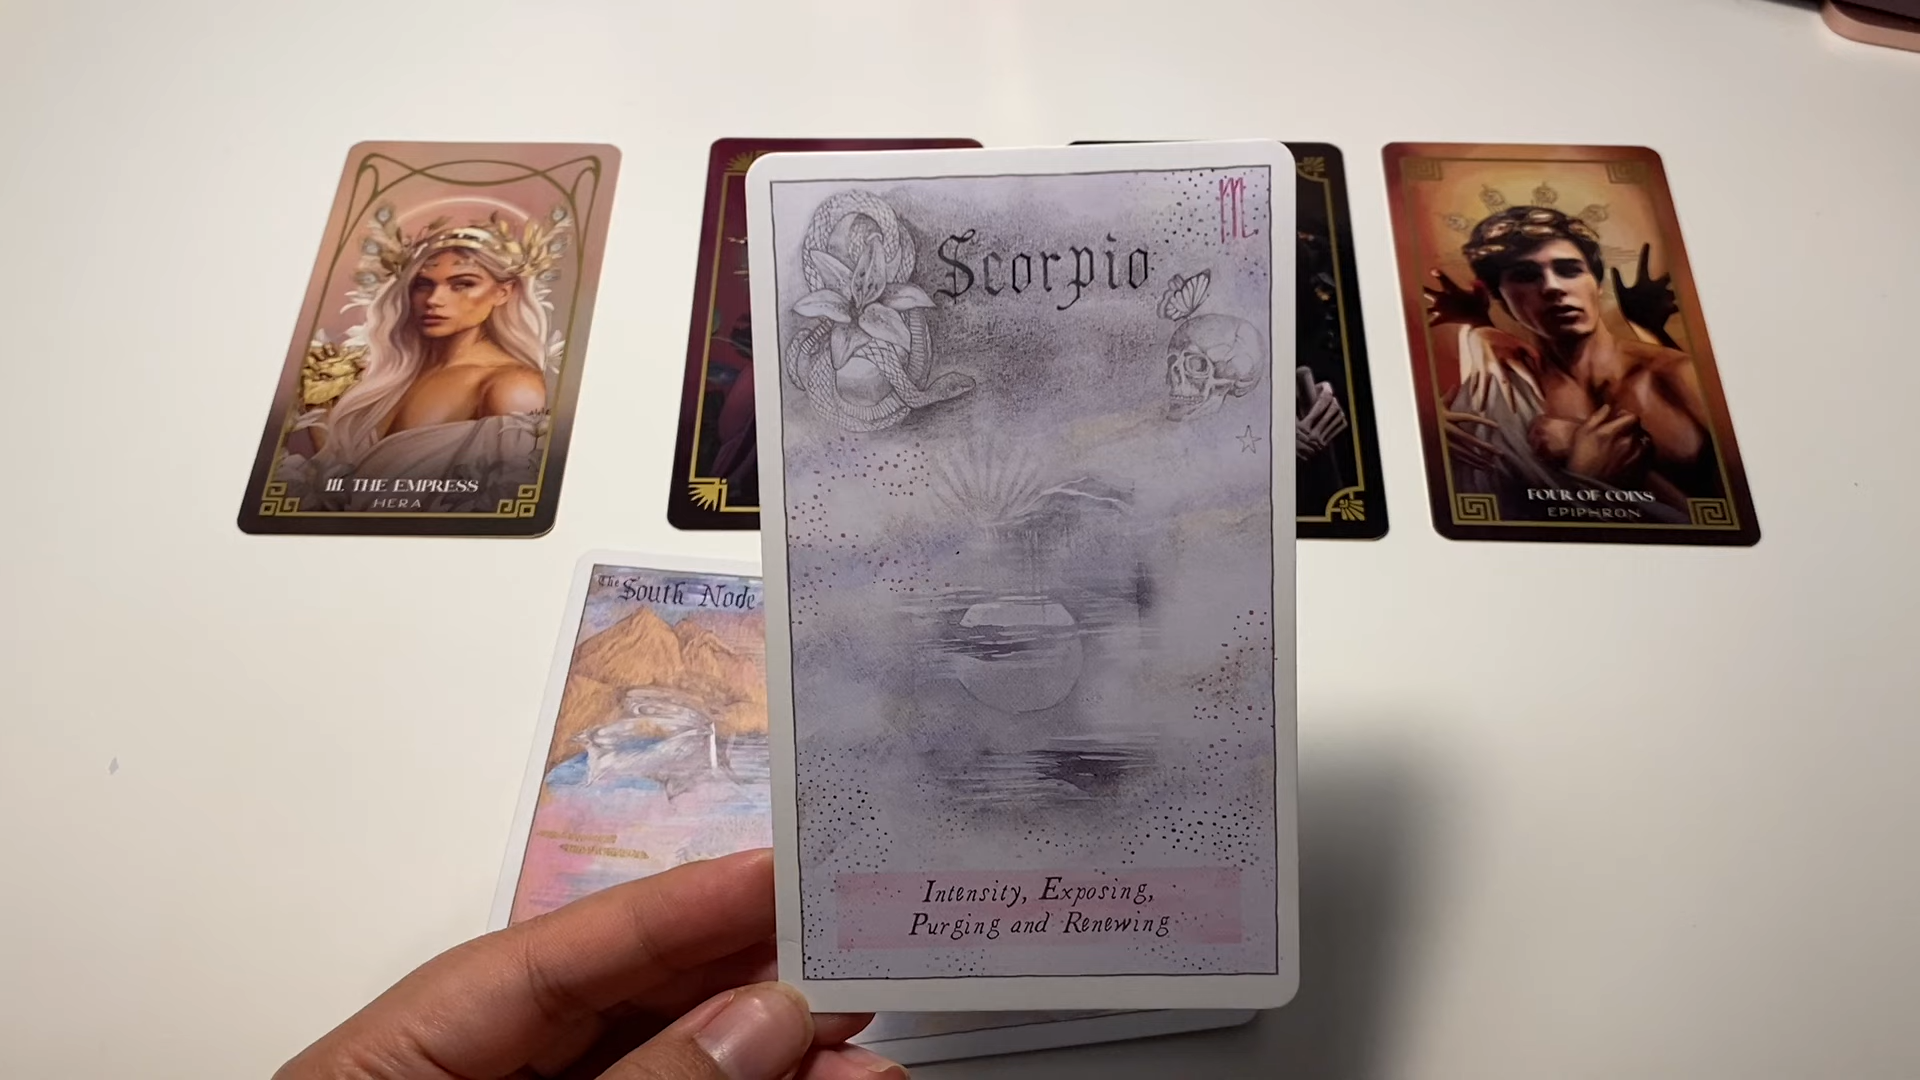 III. THE EMPRESS
HERA
FOUR OF COINS
EPIPHRON
Scorpio
The South Node
Intensity, Exposing,
Purging and Renewing